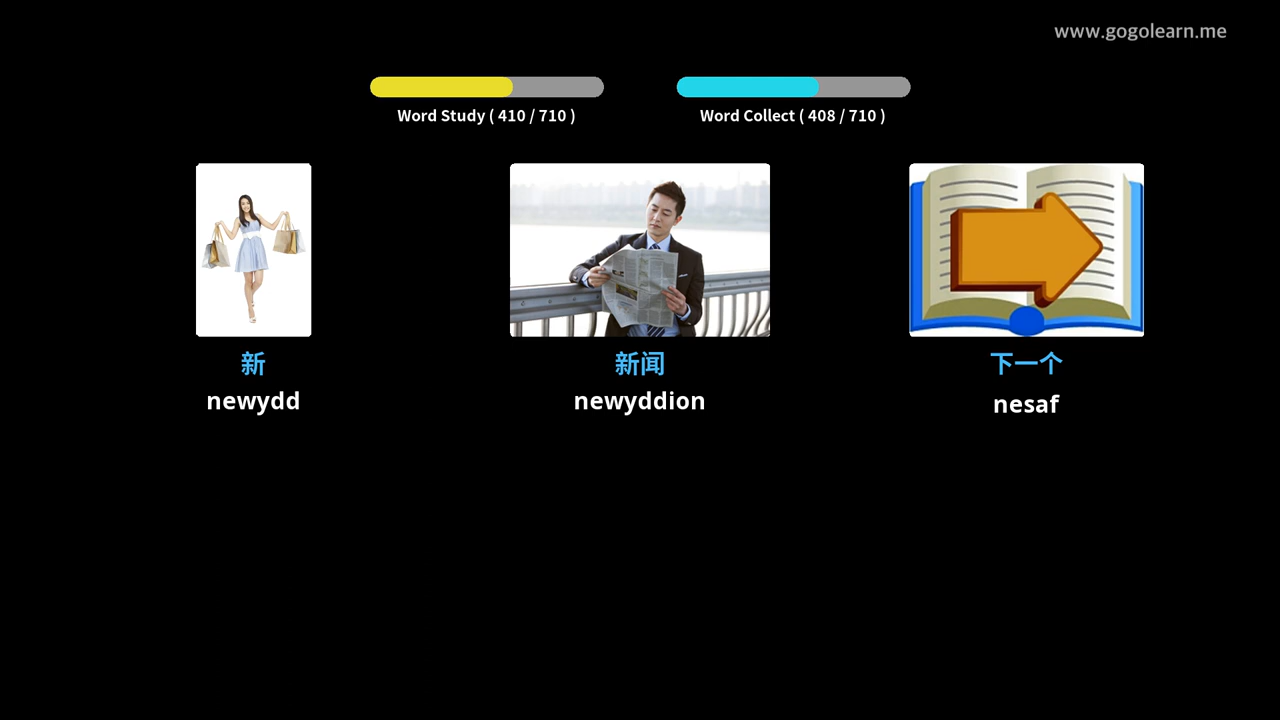 www.gogolearn.me
Word Study ( 410 / 710 )
Word Collect ( 408 / 710 )
新
newydd
新闻
newyddion
下一个
nesaf